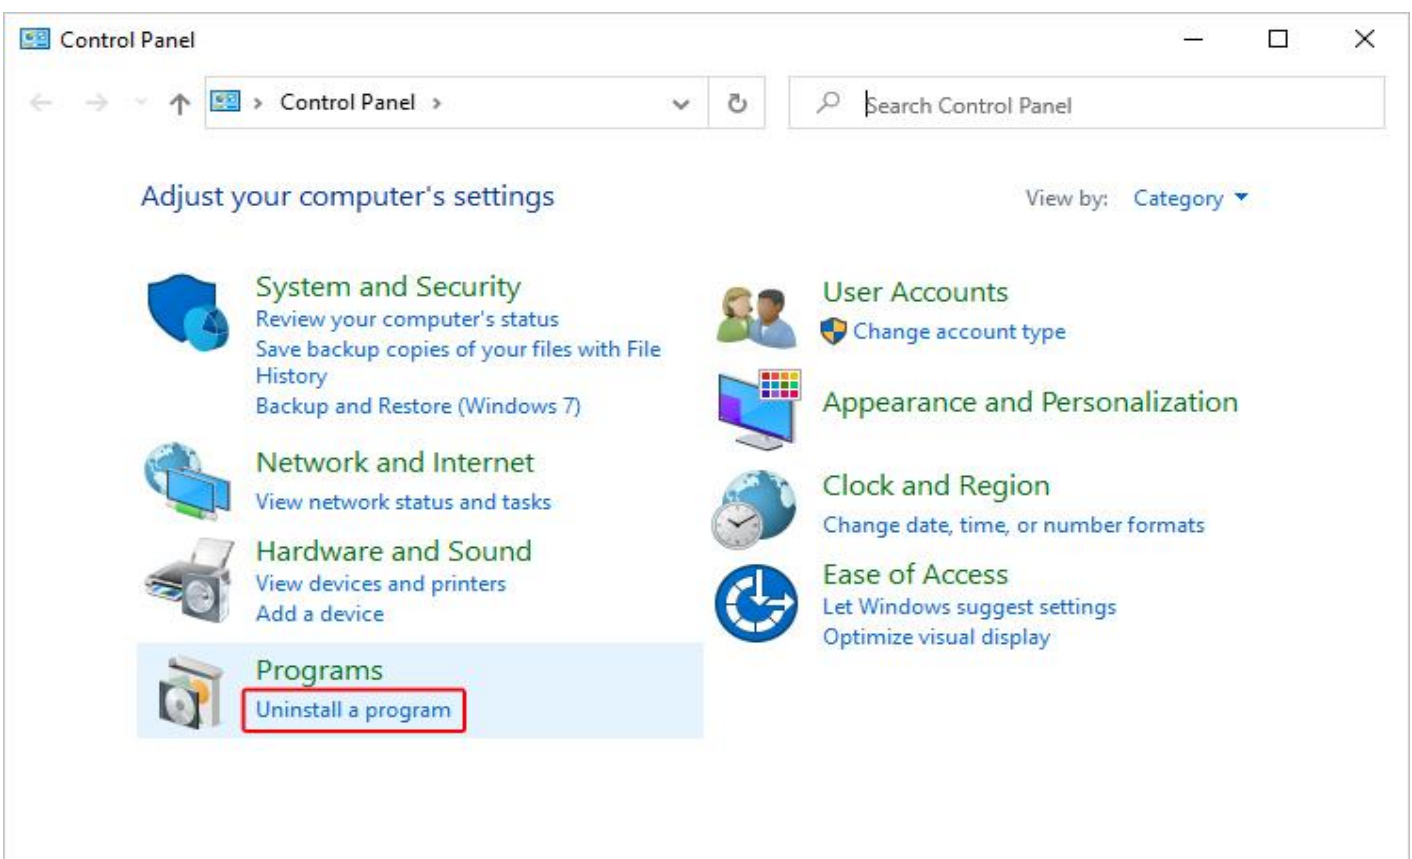 Control Panel
Control Panel
Search Control Panel
Adjust your computer's settings
View by: Category
System and Security
Review your computer's status
Save backup copies of your files with File
History
Backup and Restore (Windows 7)
Network and Internet
View network status and tasks
Hardware and Sound
View devices and printers
Add a device
Programs
Uninstall a program
User Accounts
Change account type
Appearance and Personalization
Clock and Region
Change date, time, or number formats
Ease of Access
Let Windows suggest settings
Optimize visual display